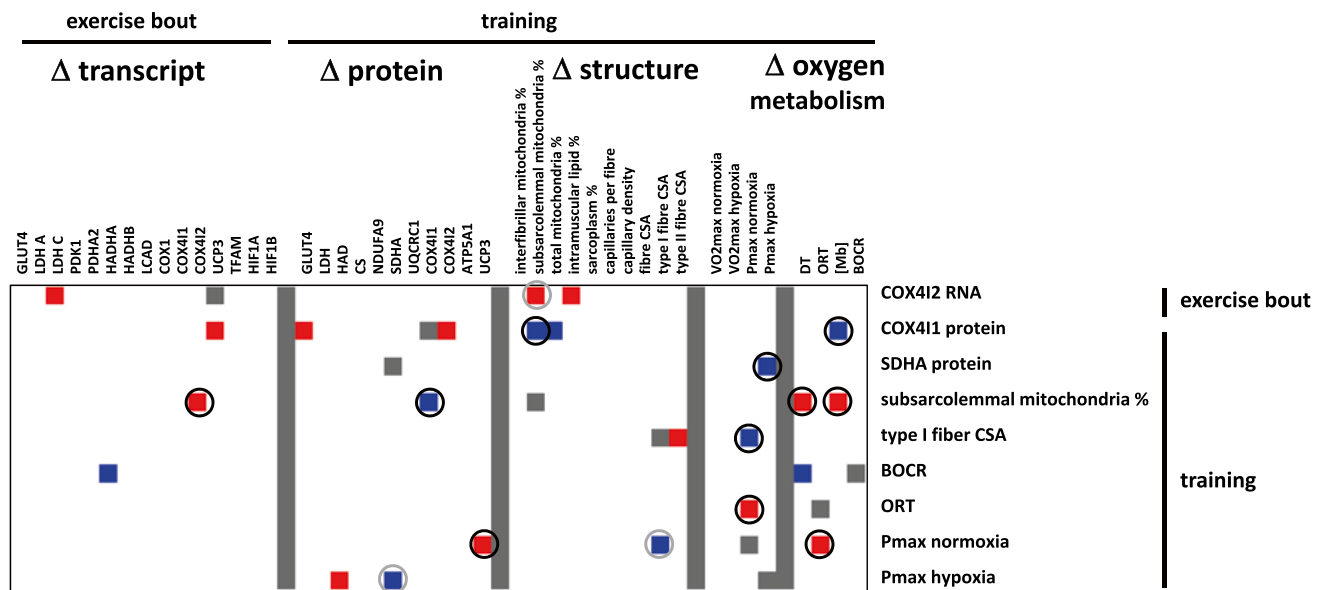 exercise bout
training
Δ transcript
Δ protein
Δ structure
Δ oxygen
metabolism
GLUT4
LDH A
LDH C
PDK1
PDHA2
HADHA
HADHB
LCAD
COX1
COX4I1
COX4I2
UCP3
TFAM
HIF1A
HIF1B
GLUT4
LDH
HAD
CS
NDUFA9
SDHA
UQCRC1
COX4I1
COX4I2
ATP5A1
UCP3
interfibrillar mitochondria %
subsarcolemmal mitochondria %
total mitochondria %
intramuscular lipid %
sarcoplasm %
capillaries per fibre
capillary density
fibre CSA
type I fibre CSA
type II fibre CSA
VO2max normoxia
VO2max hypoxia
Pmax normoxia
Pmax hypoxia
DT
ORT
[Mb]
BOCR
COX4I2 RNA
exercise bout
COX4I1 protein
SDHA protein
subsarcolemmal mitochondria %
type I fiber CSA
BOCR
training
ORT
Pmax normoxia
Pmax hypoxia